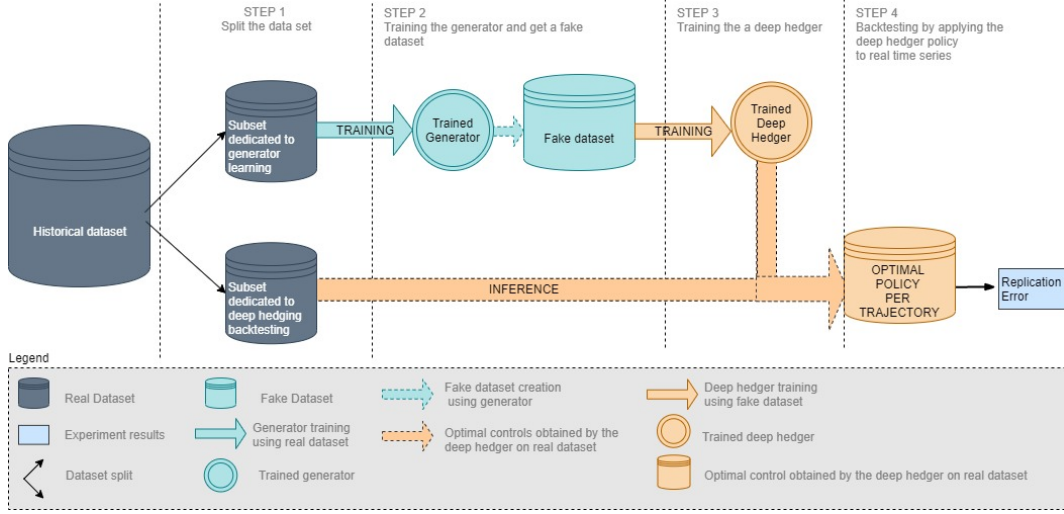 STEP 1
Split the data set
STEP 2
Training the generator and get a fake
dataset
STEP 3
Training the a deep hedger
STEP 4
Backtesting by applying the
deep hedger policy
to real time series
Historical dataset
Subset
dedicated to
generator
learning
TRAINING
Trained
Generator
Fake dataset
TRAINING
Trained
Deep
Hedger
Subset
dedicated to
deep hedging
backtesting
INFERENCE
OPTIMAL
POLICY
PER
TRAJECTORY
Replication
Error
Legend
Real Dataset
Fake Dataset
Fake dataset creation
using generator
Deep hedger training
using fake dataset
Experiment results
Generator training
using real dataset
Optimal controls obtained by the
deep hedger on real dataset
Trained deep hedger
Dataset split
Trained generator
Optimal control obtained by the deep hedger on real dataset